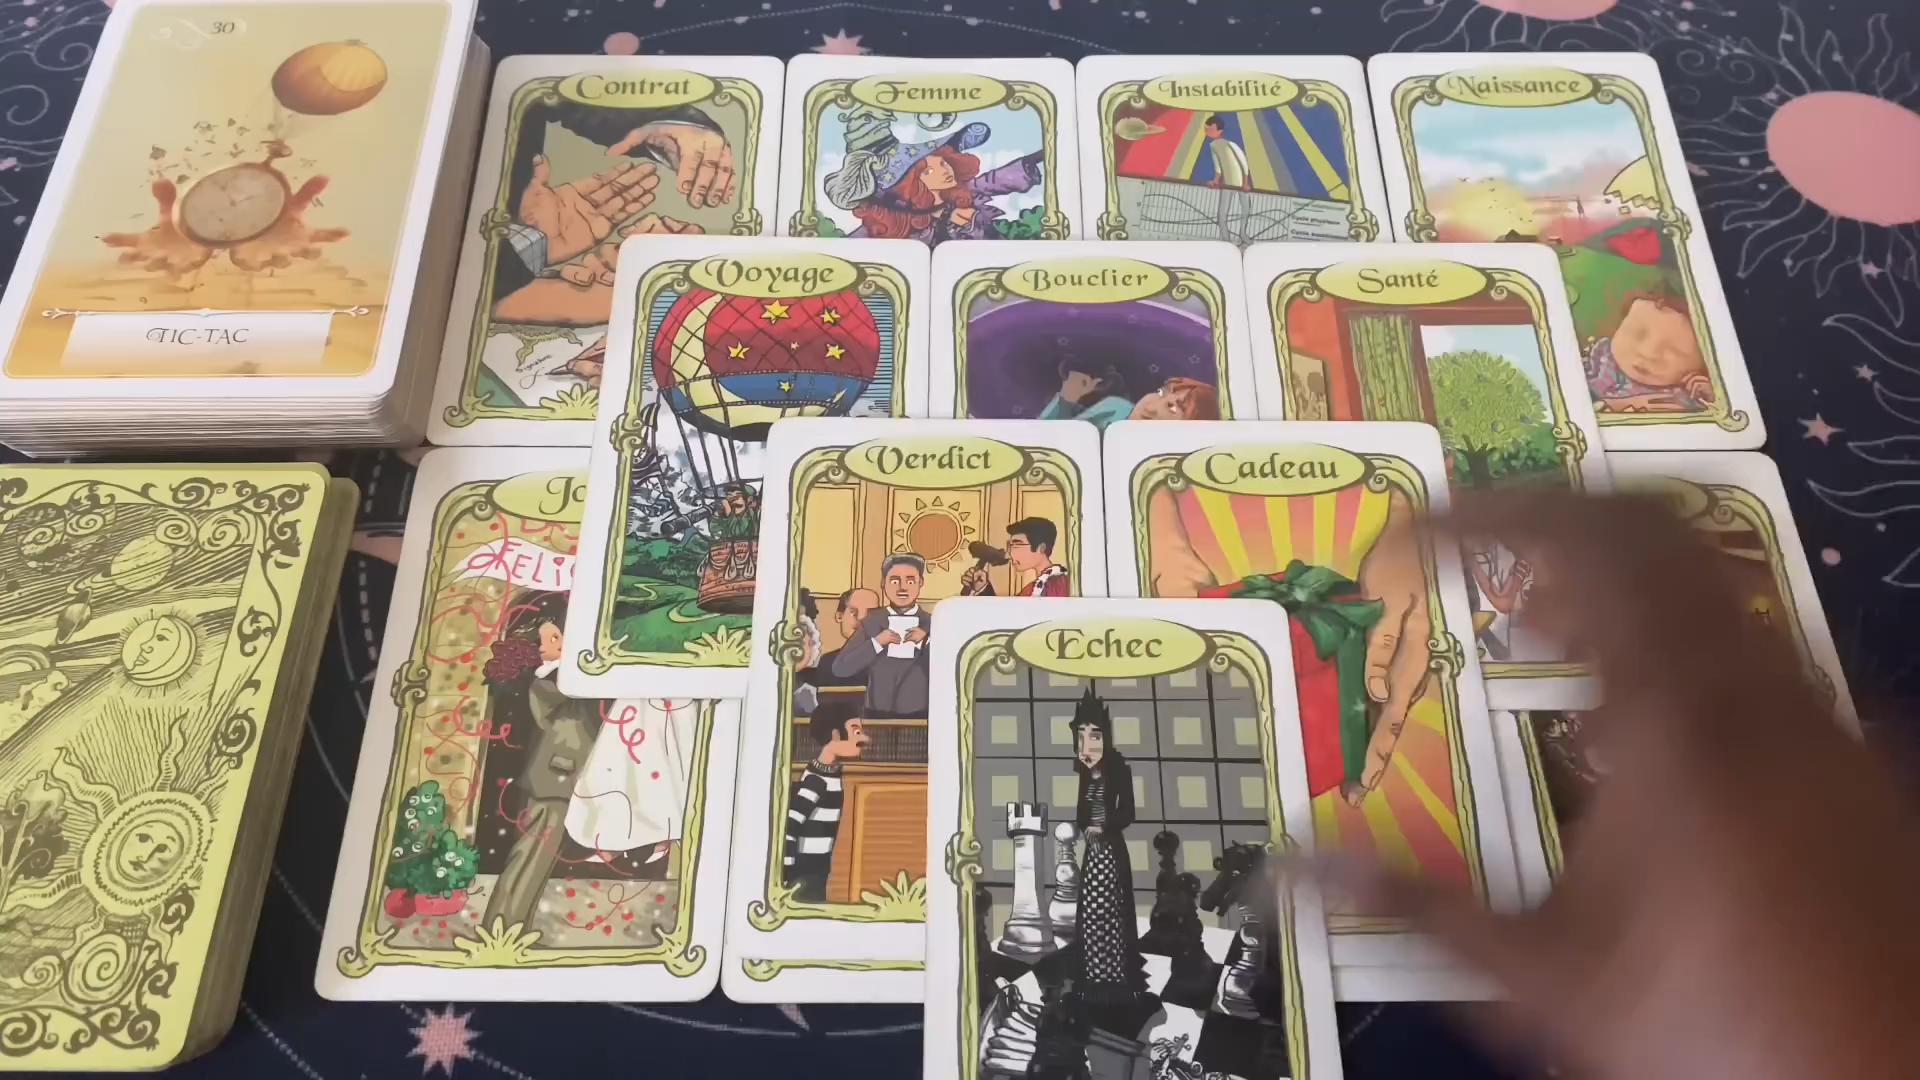 30
TIC-TAC
Contrat
Femme
Instabilité
Naissance
Voyage
Bouclier
Santé
Verdict
Cadeau
Echec